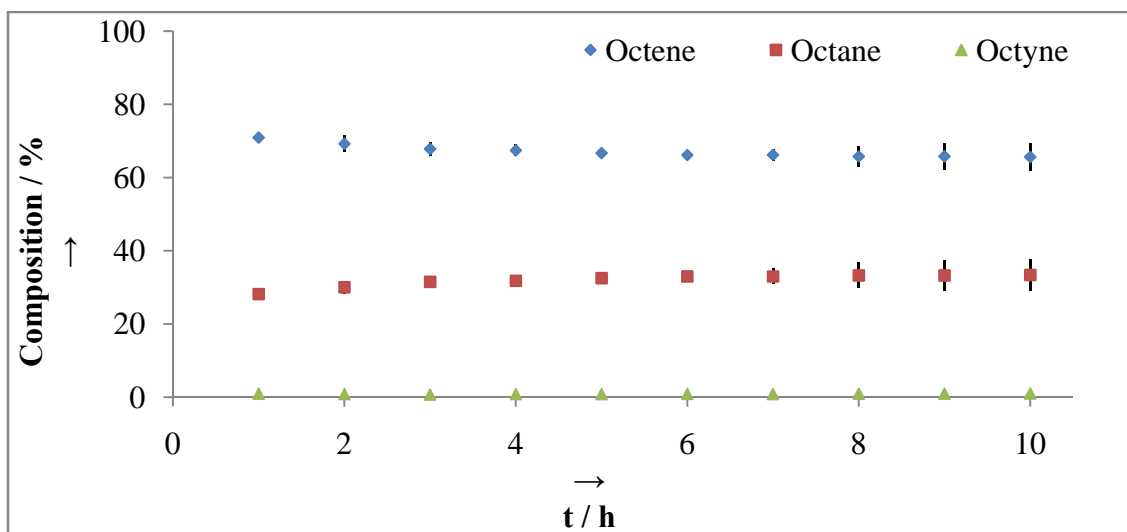 100
Octene Octane Octyne
80
60
40
20
0
Composition / %
→
0 2 4 6 8 10
→
t / h